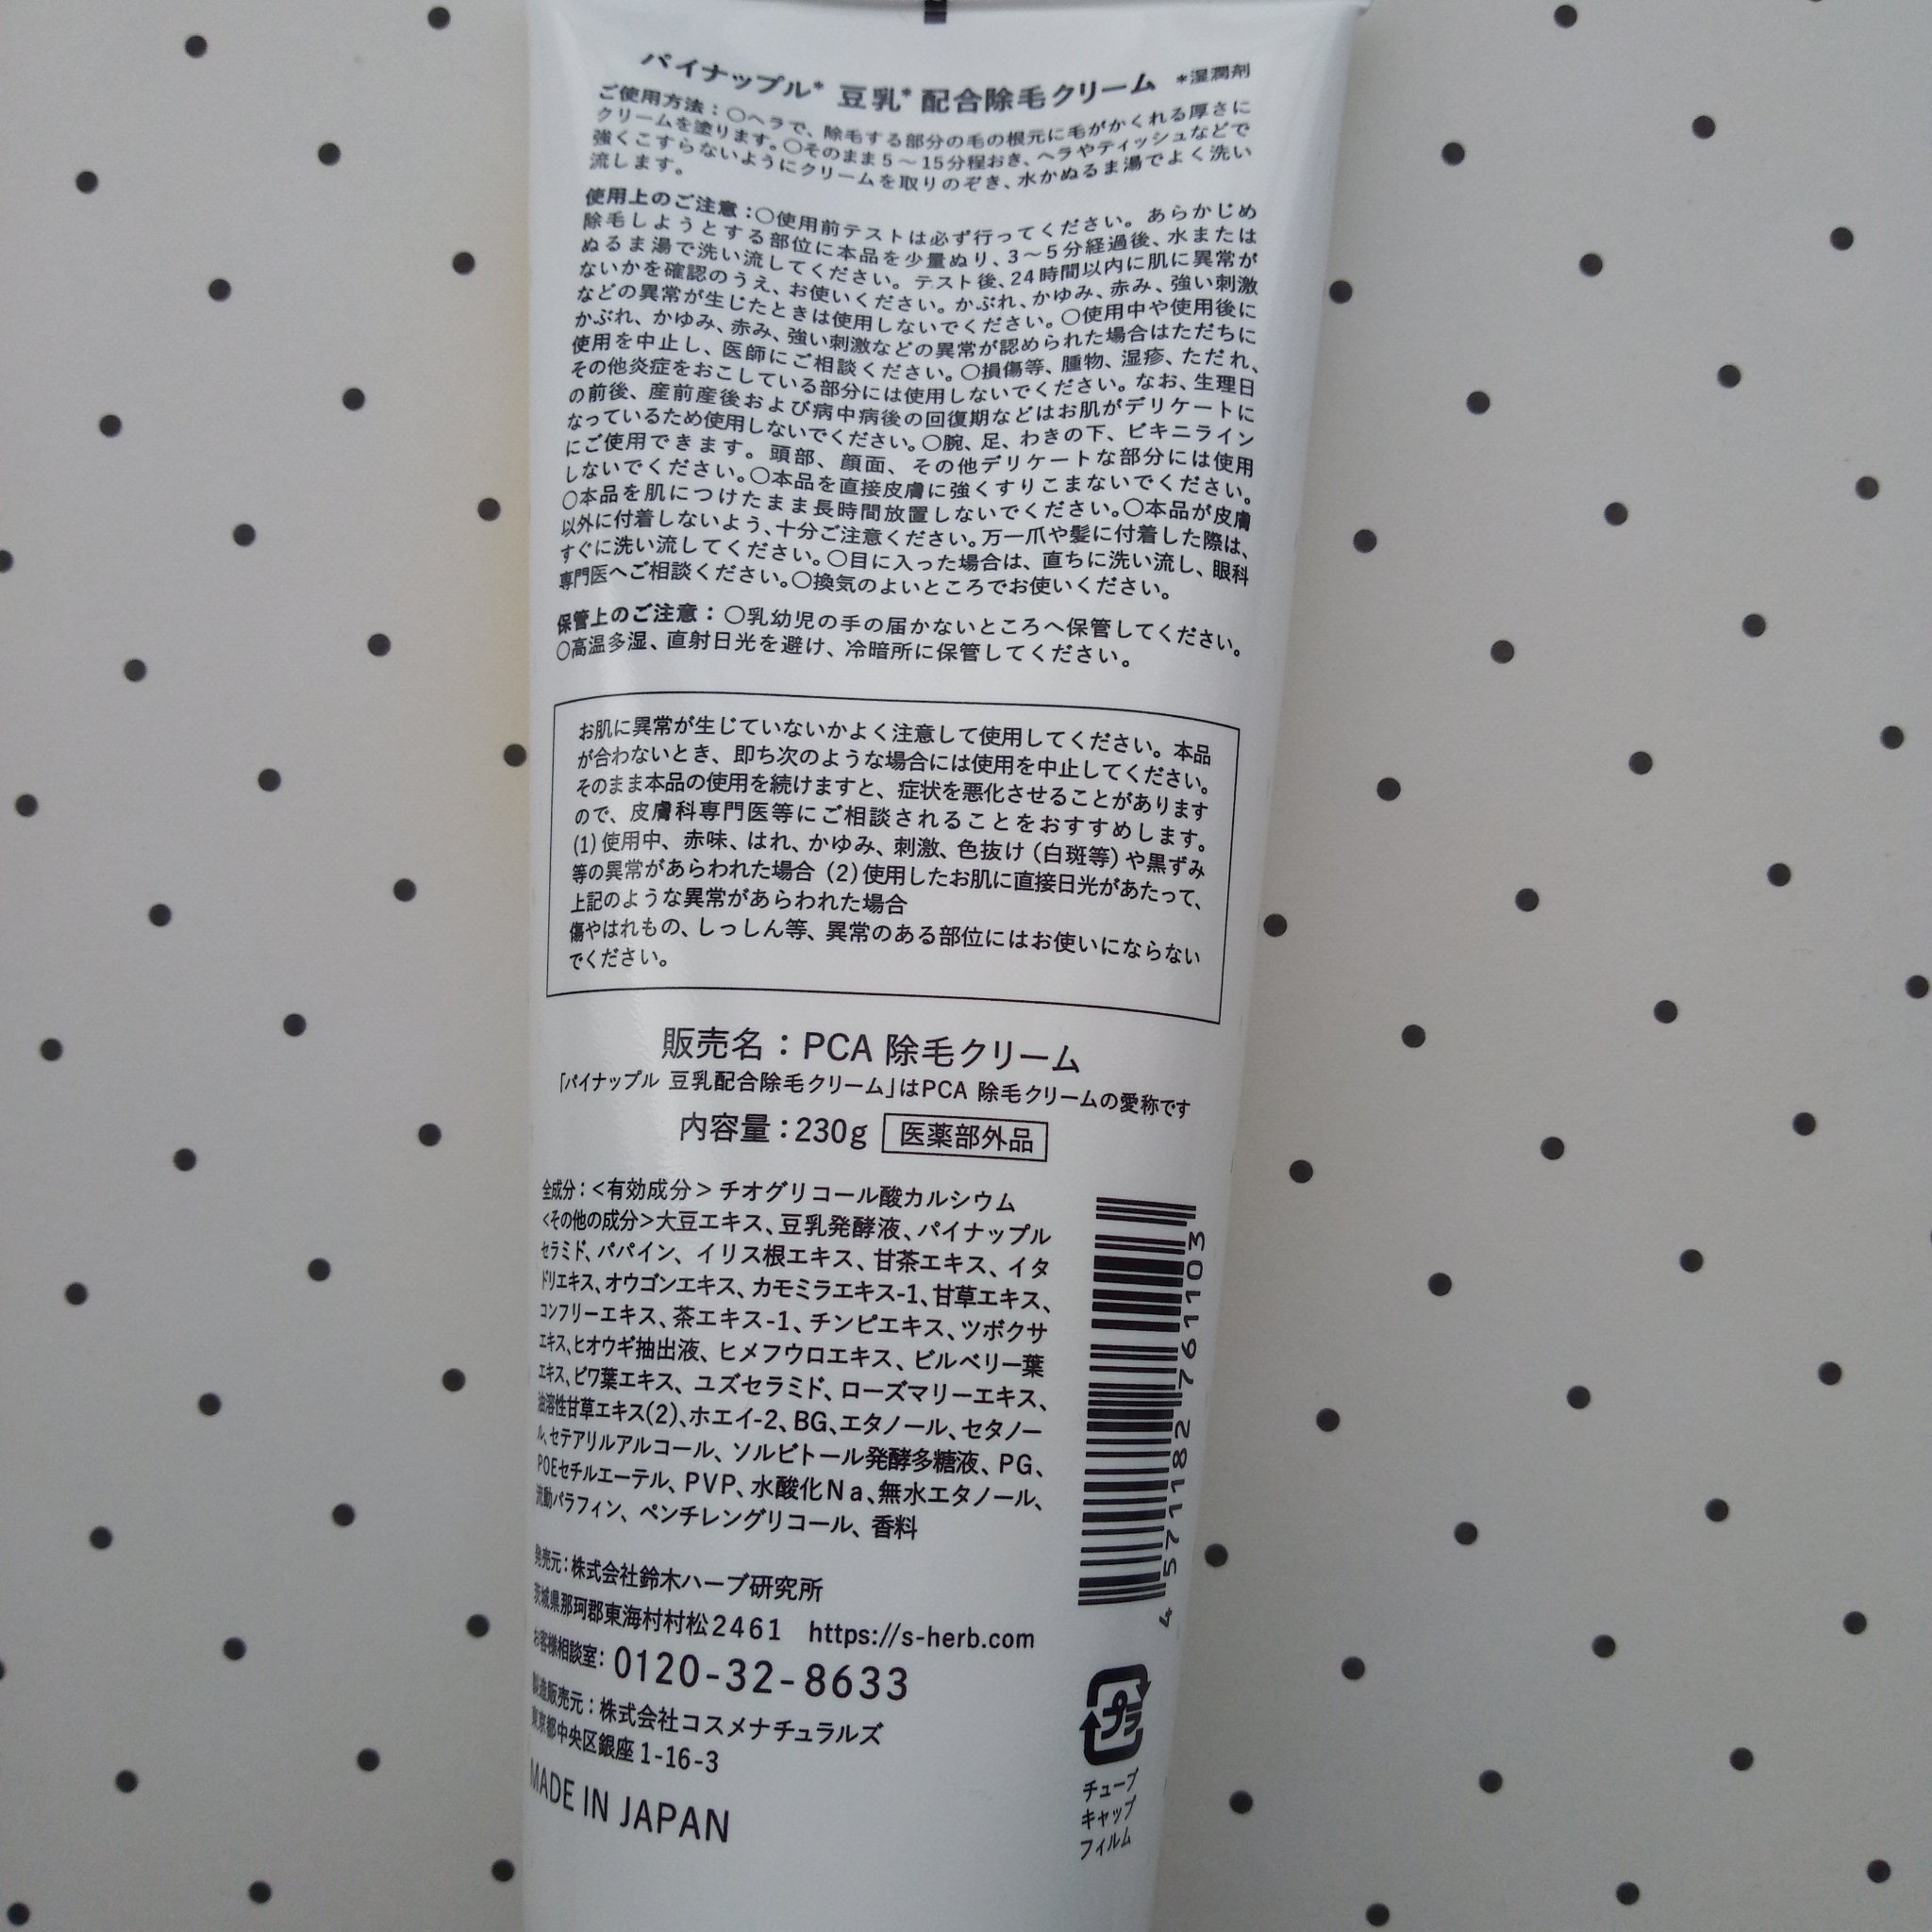 パイナップル* 豆乳* 配合除毛クリーム *湿潤剤
ご使用方法：○ヘラで、除毛する部分の毛の根元に毛がかくれる厚さに
クリームを塗ります。○そのまま5～15分程おき、ヘラやティッシュなどで
強くこすらないようにクリームを取りのぞき、水かぬるま湯でよく洗い
流します。
使用上のご注意：○使用前テストは必ず行ってください。あらかじめ
除毛しようとする部位に本品を少量ぬり、3～5分経過後、水または
ぬるま湯で洗い流してください。テスト後、24時間以内に肌に異常が
ないかを確認のうえ、お使いください。かぶれ、かゆみ、赤み、強い刺激
などの異常が生じたときは使用しないでください。○使用中や使用後に
かぶれ、かゆみ、赤み、強い刺激などの異常が認められた場合はただちに
使用を中止し、医師にご相談ください。○損傷等、腫物、湿疹、ただれ、
その他炎症をおこしている部分には使用しないでください。なお、生理日
の前後、産前産後および病中病後の回復期などはお肌がデリケートに
なっているため使用しないでください。○腕、足、わきの下、ビキニライン
にご使用できます。頭部、顔面、その他デリケートな部分には使用
しないでください。○本品を直接皮膚に強くすりこまないでください。
○本品を肌につけたまま長時間放置しないでください。○本品が皮膚
以外に付着しないよう、十分ご注意ください。万一爪や髪に付着した際は、
すぐに洗い流してください。○目に入った場合は、直ちに洗い流し、眼科
専門医へご相談ください。○換気のよいところでお使いください。
保管上のご注意：○乳幼児の手の届かないところへ保管してください。
○高温多湿、直射日光を避け、冷暗所に保管してください。
お肌に異常が生じていないかよく注意して使用してください。本品
が合わないとき、即ち次のような場合には使用を中止してください。
そのまま本品の使用を続けますと、症状を悪化させることがあります
ので、皮膚科専門医等にご相談されることをおすすめします。
(1)使用中、赤味、はれ、かゆみ、刺激、色抜け（白斑等）や黒ずみ
等の異常があらわれた場合 (2)使用したお肌に直接日光があたって、
上記のような異常があらわれた場合
傷やはれもの、しっしん等、異常のある部位にはお使いにならない
でください。
販売名：PCA 除毛クリーム
「パイナップル 豆乳配合除毛クリーム」はPCA 除毛クリームの愛称です
内容量：230g 医薬部外品
全成分：<有効成分>チオグリコール酸カルシウム
<その他の成分>大豆エキス、豆乳発酵液、パイナップル
セラミド、パパイン、イリス根エキス、甘茶エキス、イタ
ドリエキス、オウゴンエキス、カモミラエキス-1、甘草エキス、
コンフリーエキス、茶エキス-1、チンピエキス、ツボクサ
エキス、ヒオウギ抽出液、ヒメフウロエキス、ビルベリー葉
エキス、ビワ葉エキス、ユズセラミド、ローズマリーエキス、
油溶性甘草エキス(2)、ホエイ-2、BG、エタノール、セタノー
ル、セテアリルアルコール、ソルビトール発酵多糖液、PG、
POEセチルエーテル、PVP、水酸化Na、無水エタノール、
流動パラフィン、ペンチレングリコール、香料
発売元：株式会社鈴木ハーブ研究所
茨城県那珂郡東海村村松2461 https://s-herb.com
お客様相談室：0120-32-8633
製造販売元：株式会社コスメナチュラルズ
東京都中央区銀座1-16-3
MADE IN JAPAN
4 571182 761103
プラ
チューブ
キャップ
フィルム